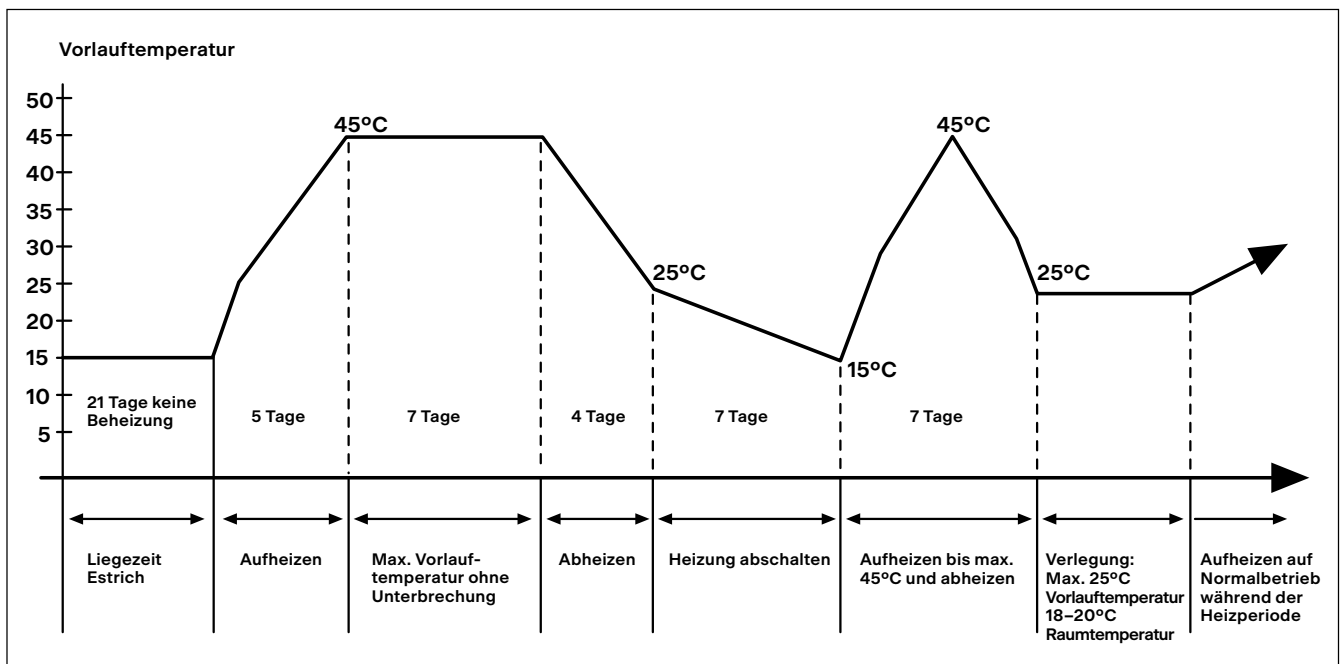 Vorlauftemperatur
50
45
40
35
30
25
20
15
10
5
45°C
25°C
15°C
45°C
25°C
21 Tage keine
Beheizung
5 Tage
7 Tage
4 Tage
7 Tage
7 Tage
Liegezeit
Estrich
Aufheizen
Max. Vorlauf-
temperatur ohne
Unterbrechung
Abheizen
Heizung abschalten
Aufheizen bis max.
45°C und abheizen
Verlegung:
Max. 25°C
Vorlauftemperatur
18–20°C
Raumtemperatur
Aufheizen auf
Normalbetrieb
während der
Heizperiode